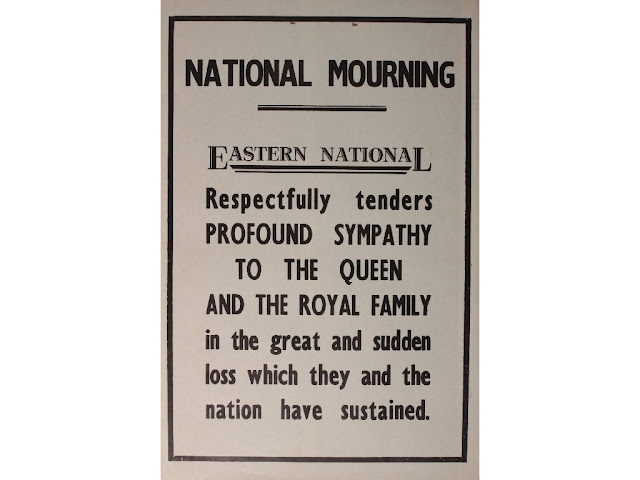 NATIONAL MOURNING
EASTERN NATIONAL
Respectfully tenders
PROFOUND SYMPATHY
TO THE QUEEN
AND THE ROYAL FAMILY
in the great and sudden
loss which they and the
nation have sustained.